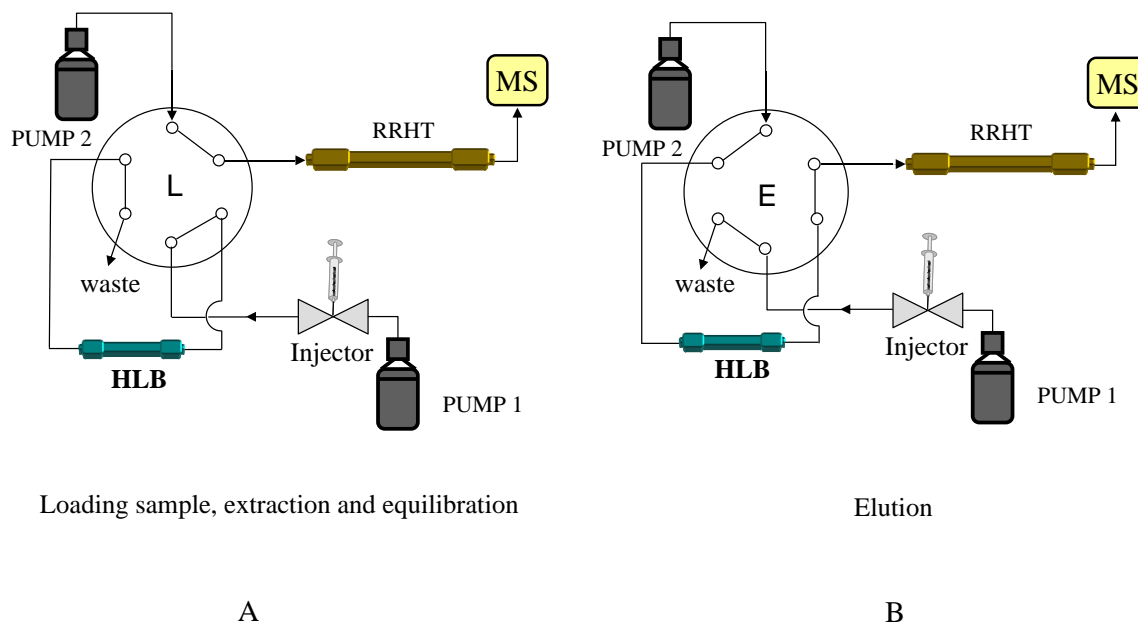 MS
PUMP 2
RRHT
L
waste
Injector
HLB
PUMP 1
Loading sample, extraction and equilibration
A
MS
PUMP 2
RRHT
E
waste
Injector
HLB
PUMP 1
Elution
B